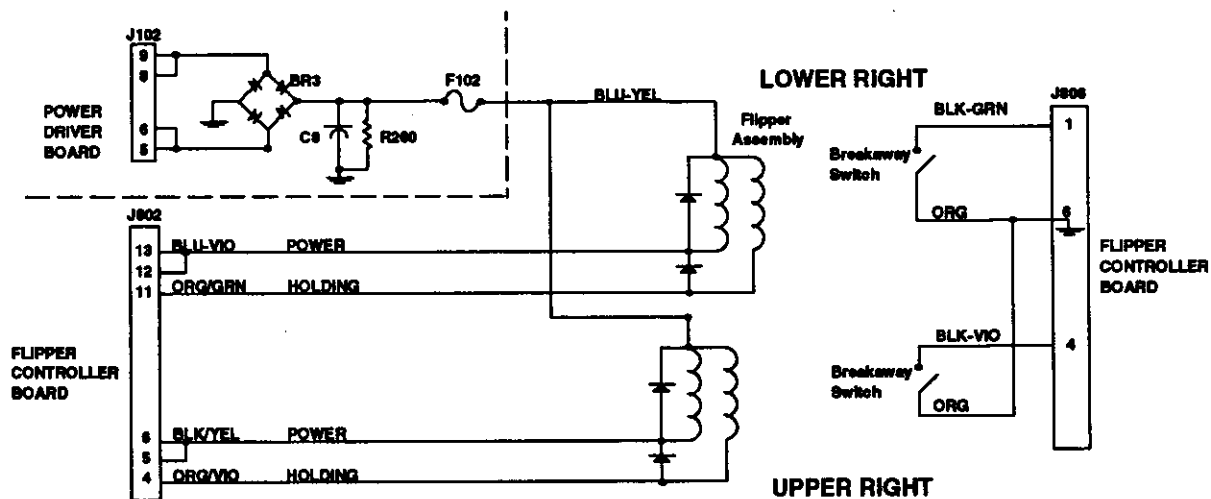 J102
9
8
6
5
POWER
DRIVER
BOARD
BR3
C8
R260
F102
BLU-YEL
LOWER RIGHT
Flipper
Assembly
BLK-GRN
J805
1
Breakaway
Switch
ORG
6
FLIPPER
CONTROLLER
BOARD
BLK-VIO
4
Breakaway
Switch
ORG
J802
13 BLU-VIO POWER
12
11 ORG/GRN HOLDING
FLIPPER
CONTROLLER
BOARD
6 BLK/YEL POWER
5
4 ORG/VIO HOLDING
UPPER RIGHT